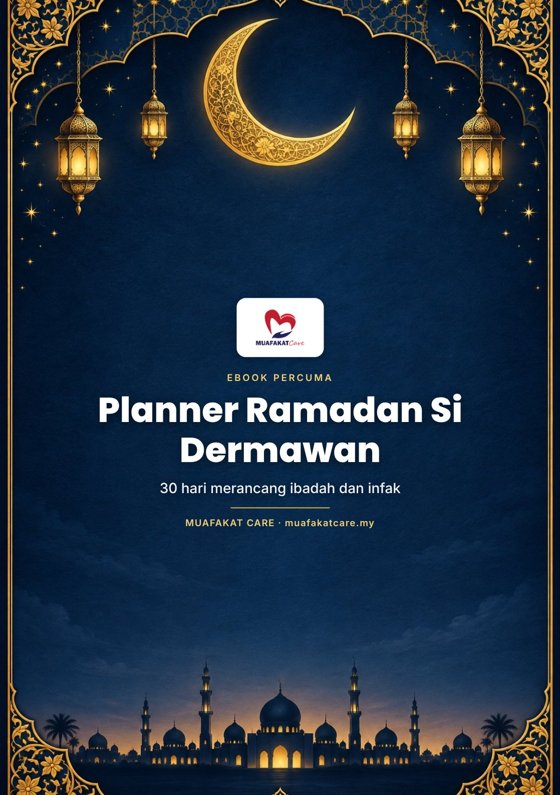 MUAFAKATCare
EBOOK PERCUMA
Planner Ramadan Si
Dermawan
30 hari merancang ibadah dan infak
MUAFAKAT CARE · muafakatcare.my